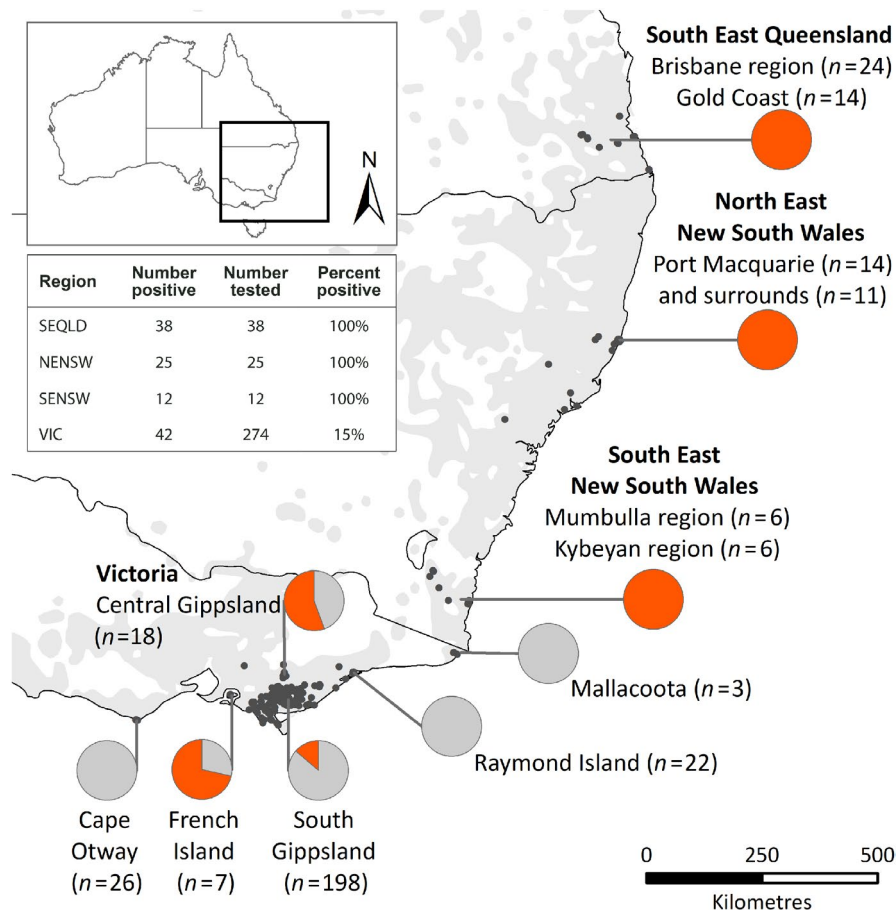 South East Queensland
Brisbane region (n=24)
Gold Coast (n=14)
N
North East
New South Wales
Port Macquarie (n=14)
and surrounds (n=11)
Region Number positive Number tested Percent positive
SEQLD 38 38 100%
NENSW 25 25 100%
SENSW 12 12 100%
VIC 42 274 15%
South East
New South Wales
Mumbulla region (n=6)
Kybeyan region (n=6)
Victoria
Central Gippsland
(n=18)
Mallacoota (n=3)
Raymond Island (n=22)
Cape
Otway
(n=26)
French
Island
(n=7)
South
Gippsland
(n=198)
0 250 500
Kilometres